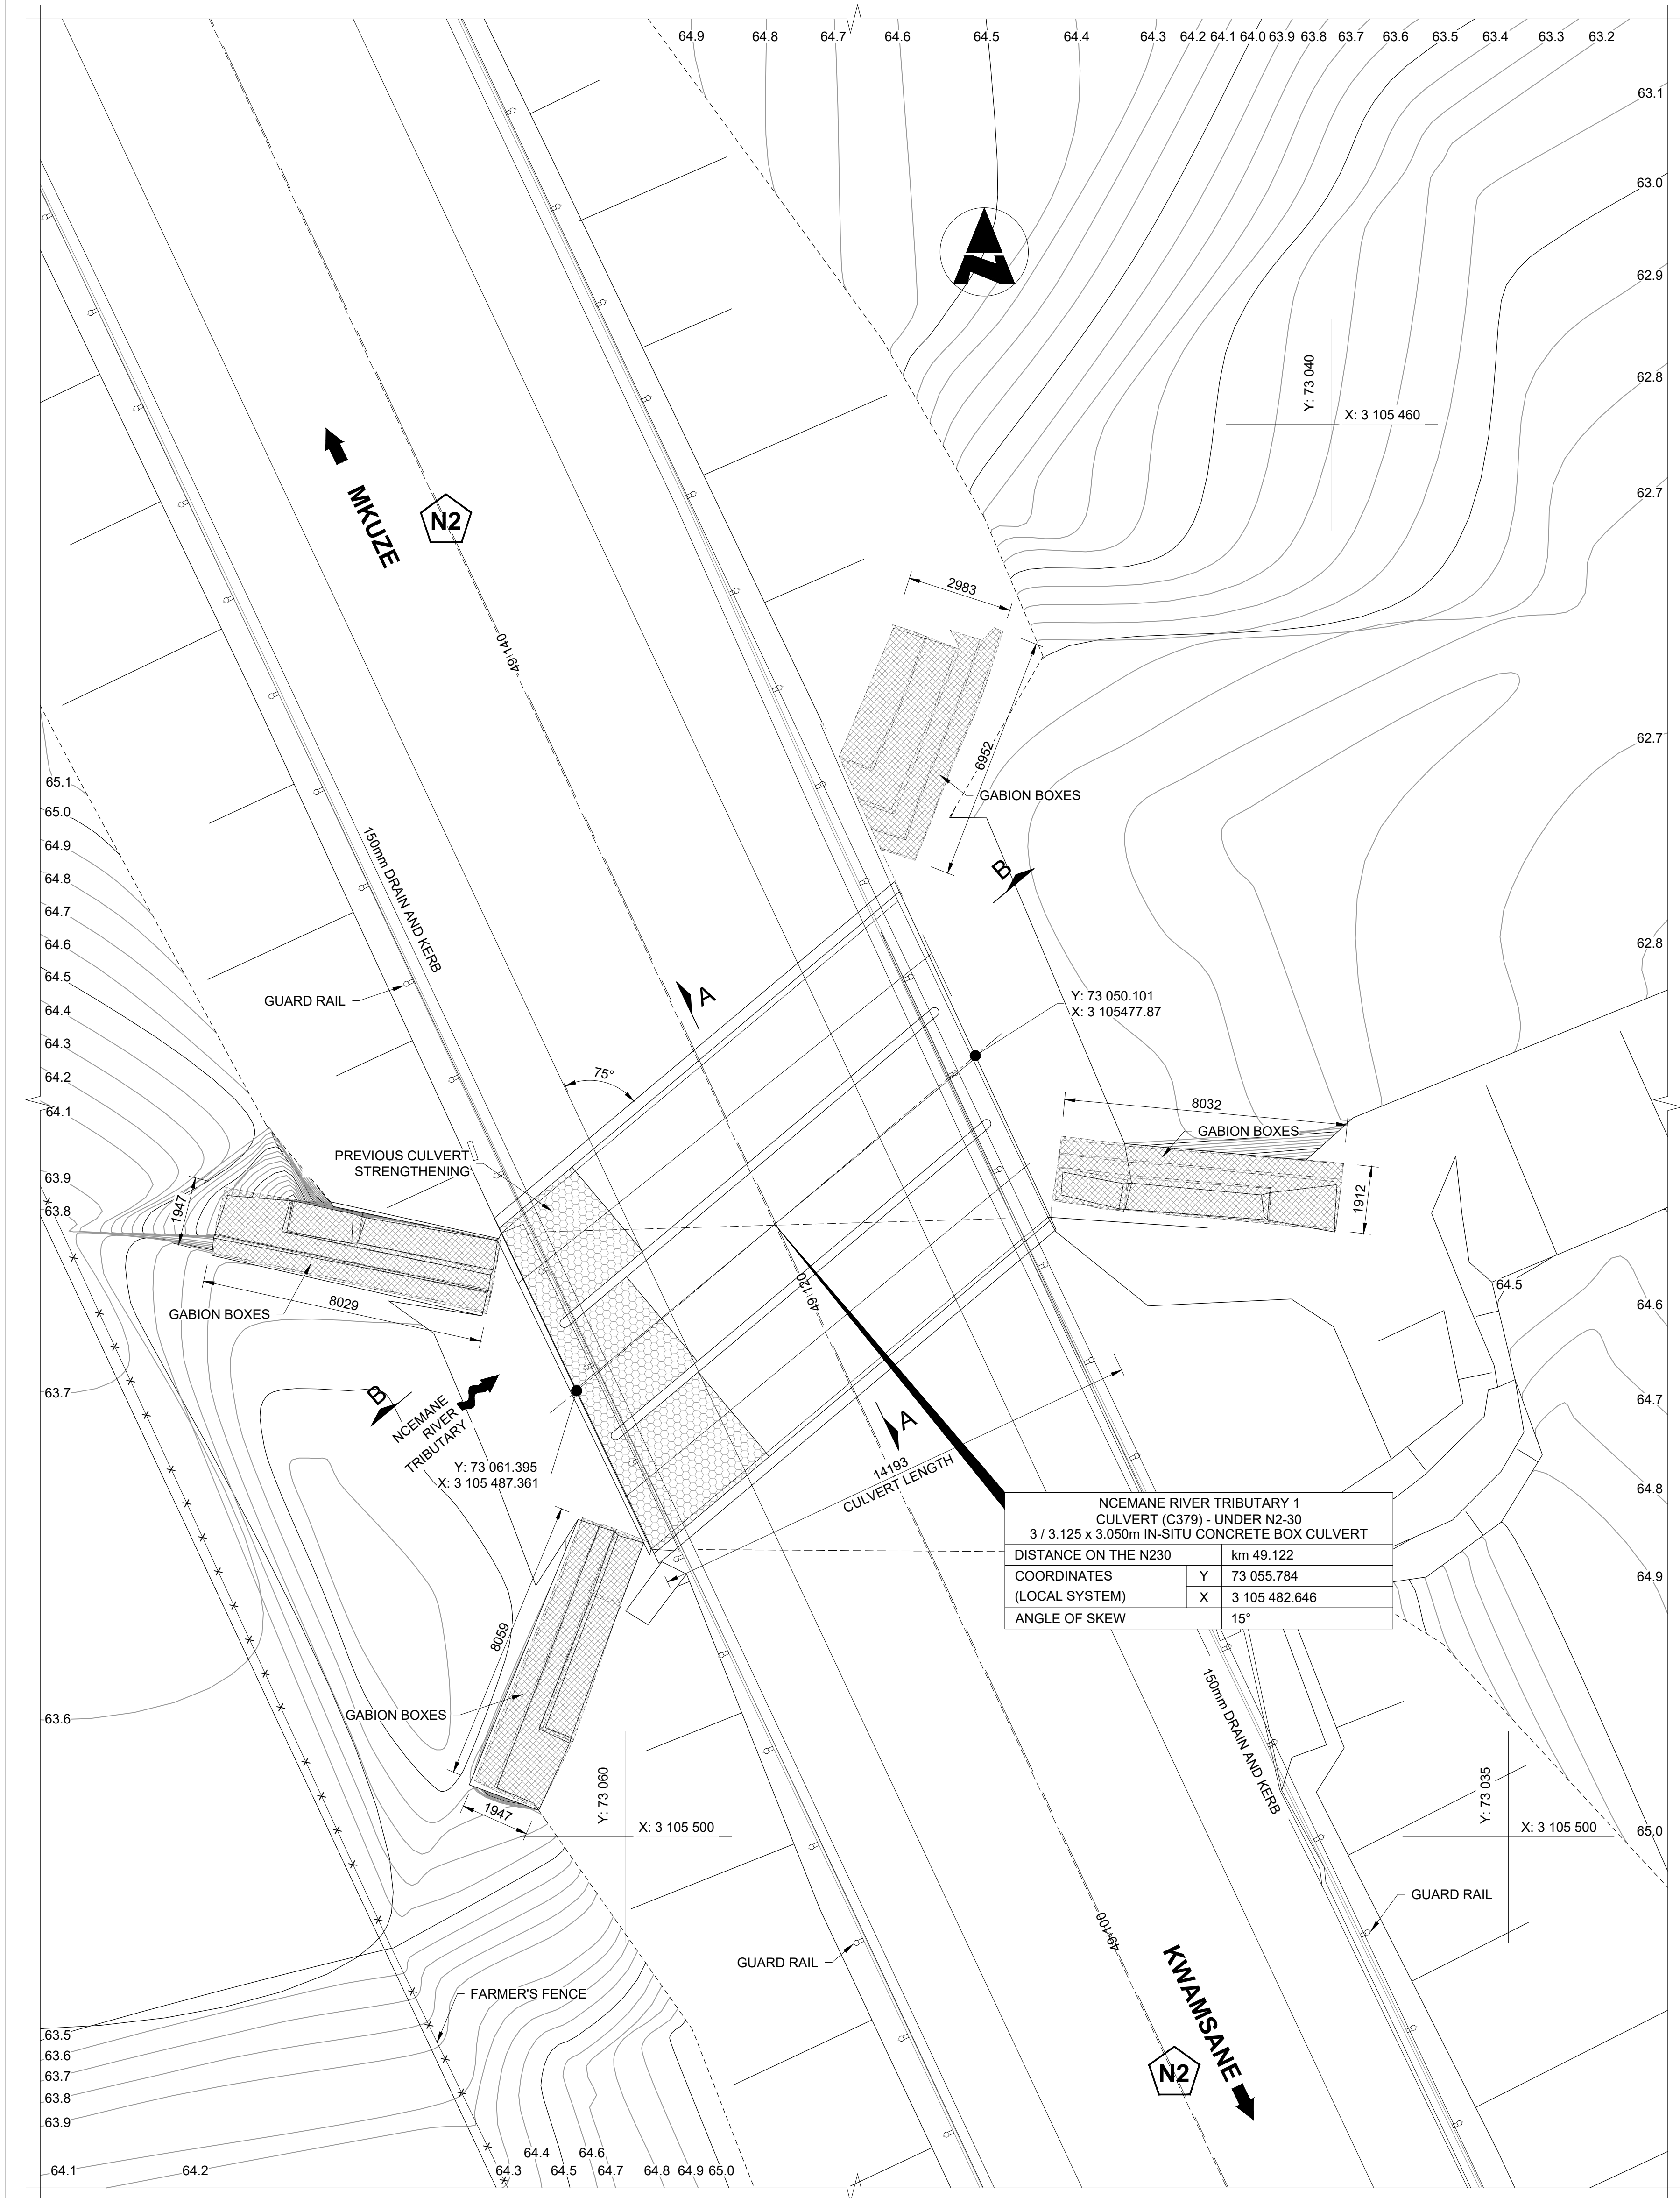 64.9
64.8
64.7
64.6
64.5
64.4
64.3
64.2
64.1
64.0
63.9
63.8
63.7
63.6
63.5
63.4
63.3
63.2
63.1
63.0
62.9
62.8
62.7
N
Y: 73 040
X: 3 105 460
MKUZE
N2
2983
49.140
6952
GABION BOXES
62.7
62.8
65.1
65.0
64.9
64.8
64.7
64.6
64.5
64.4
64.3
64.2
64.1
63.9
63.8
63.7
63.6
150mm DRAIN AND KERB
GUARD RAIL
B
A
Y: 73 050.101
X: 3 105477.87
75°
8032
GABION BOXES
1912
PREVIOUS CULVERT
STRENGTHENING
1947
8029
GABION BOXES
49.120
64.5
64.6
64.7
64.8
64.9
65.0
B
NCEMANE
RIVER
TRIBUTARY
Y: 73 061.395
X: 3 105 487.361
A
14193
CULVERT LENGTH
NCEMANE RIVER TRIBUTARY 1
CULVERT (C379) - UNDER N2-30
3 / 3.125 x 3.050m IN-SITU CONCRETE BOX CULVERT
DISTANCE ON THE N230 km 49.122
COORDINATES Y 73 055.784
(LOCAL SYSTEM) X 3 105 482.646
ANGLE OF SKEW 15°
8059
GABION BOXES
1947
Y: 73 060
X: 3 105 500
150mm DRAIN AND KERB
Y: 73 035
X: 3 105 500
GUARD RAIL
GUARD RAIL
49.100
KWAMSANE
N2
FARMER'S FENCE
63.5
63.6
63.7
63.8
63.9
64.1
64.2
64.3
64.4
64.5
64.6
64.7
64.8
64.9
65.0